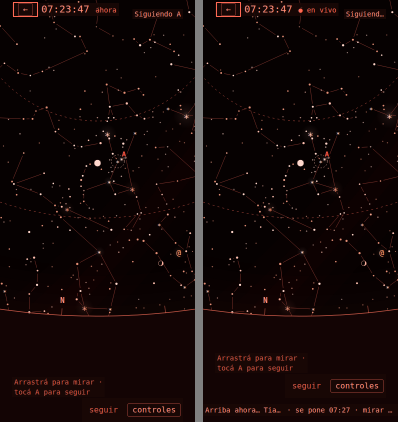 ← 07:23:47 ahora
Siguiendo A
A
@
N
Arrastrá para mirar ·
tocá A para seguir
seguir controles
← 07:23:47 ● en vivo
Siguiend…
A
@
N
Arrastrá para mirar ·
tocá A para seguir
seguir controles
Arriba ahora… Tia… · se pone 07:27 · mirar …